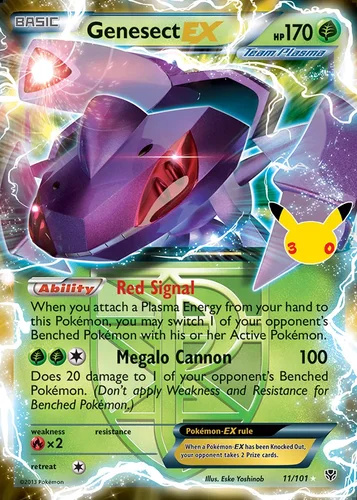 BASIC
Genesect EX
HP170
Team Plasma
30
Ability Red Signal
When you attach a Plasma Energy from your hand to
this Pokémon, you may switch 1 of your opponent's
Benched Pokémon with his or her Active Pokémon.
Megalo Cannon 100
Does 20 damage to 1 of your opponent's Benched
Pokémon. (Don't apply Weakness and Resistance for
Benched Pokémon.)
weakness resistance
×2
Pokémon-EX rule
When a Pokémon-EX has been Knocked Out,
your opponent takes 2 Prize cards.
retreat
©2013 Pokémon
Illus. Eske Yoshinob
11/101